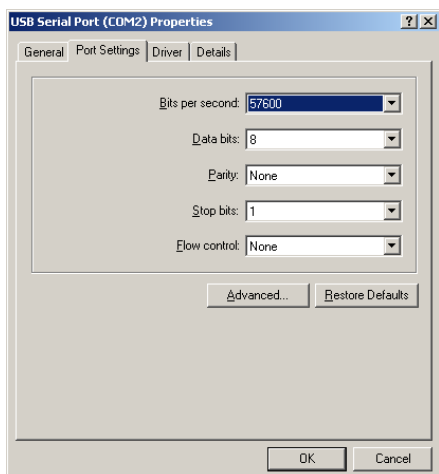 USB Serial Port (COM2) Properties
General Port Settings Driver Details
Bits per second: 57600
Data bits: 8
Parity: None
Stop bits: 1
Flow control: None
Advanced... Restore Defaults
OK Cancel